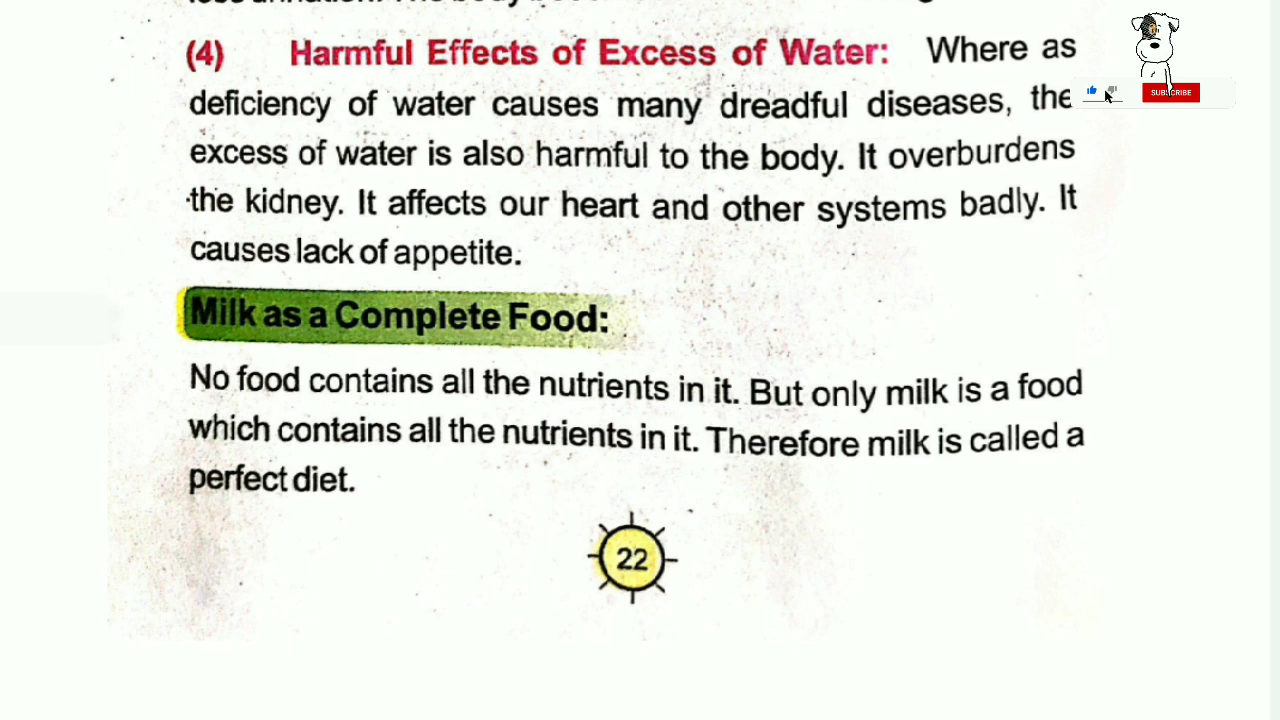 (4) Harmful Effects of Excess of Water: Where as
deficiency of water causes many dreadful diseases, the
excess of water is also harmful to the body. It overburdens
the kidney. It affects our heart and other systems badly. It
causes lack of appetite.
Milk as a Complete Food:
No food contains all the nutrients in it. But only milk is a food
which contains all the nutrients in it. Therefore milk is called a
perfect diet.
22
SUBSCRIBE